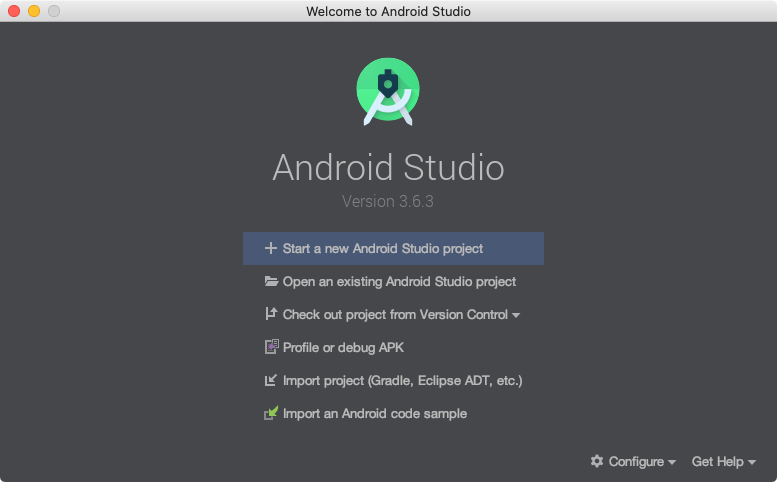 Welcome to Android Studio
Android Studio
Version 3.6.3
Start a new Android Studio project
Open an existing Android Studio project
Check out project from Version Control
Profile or debug APK
Import project (Gradle, Eclipse ADT, etc.)
Import an Android code sample
Configure Get Help